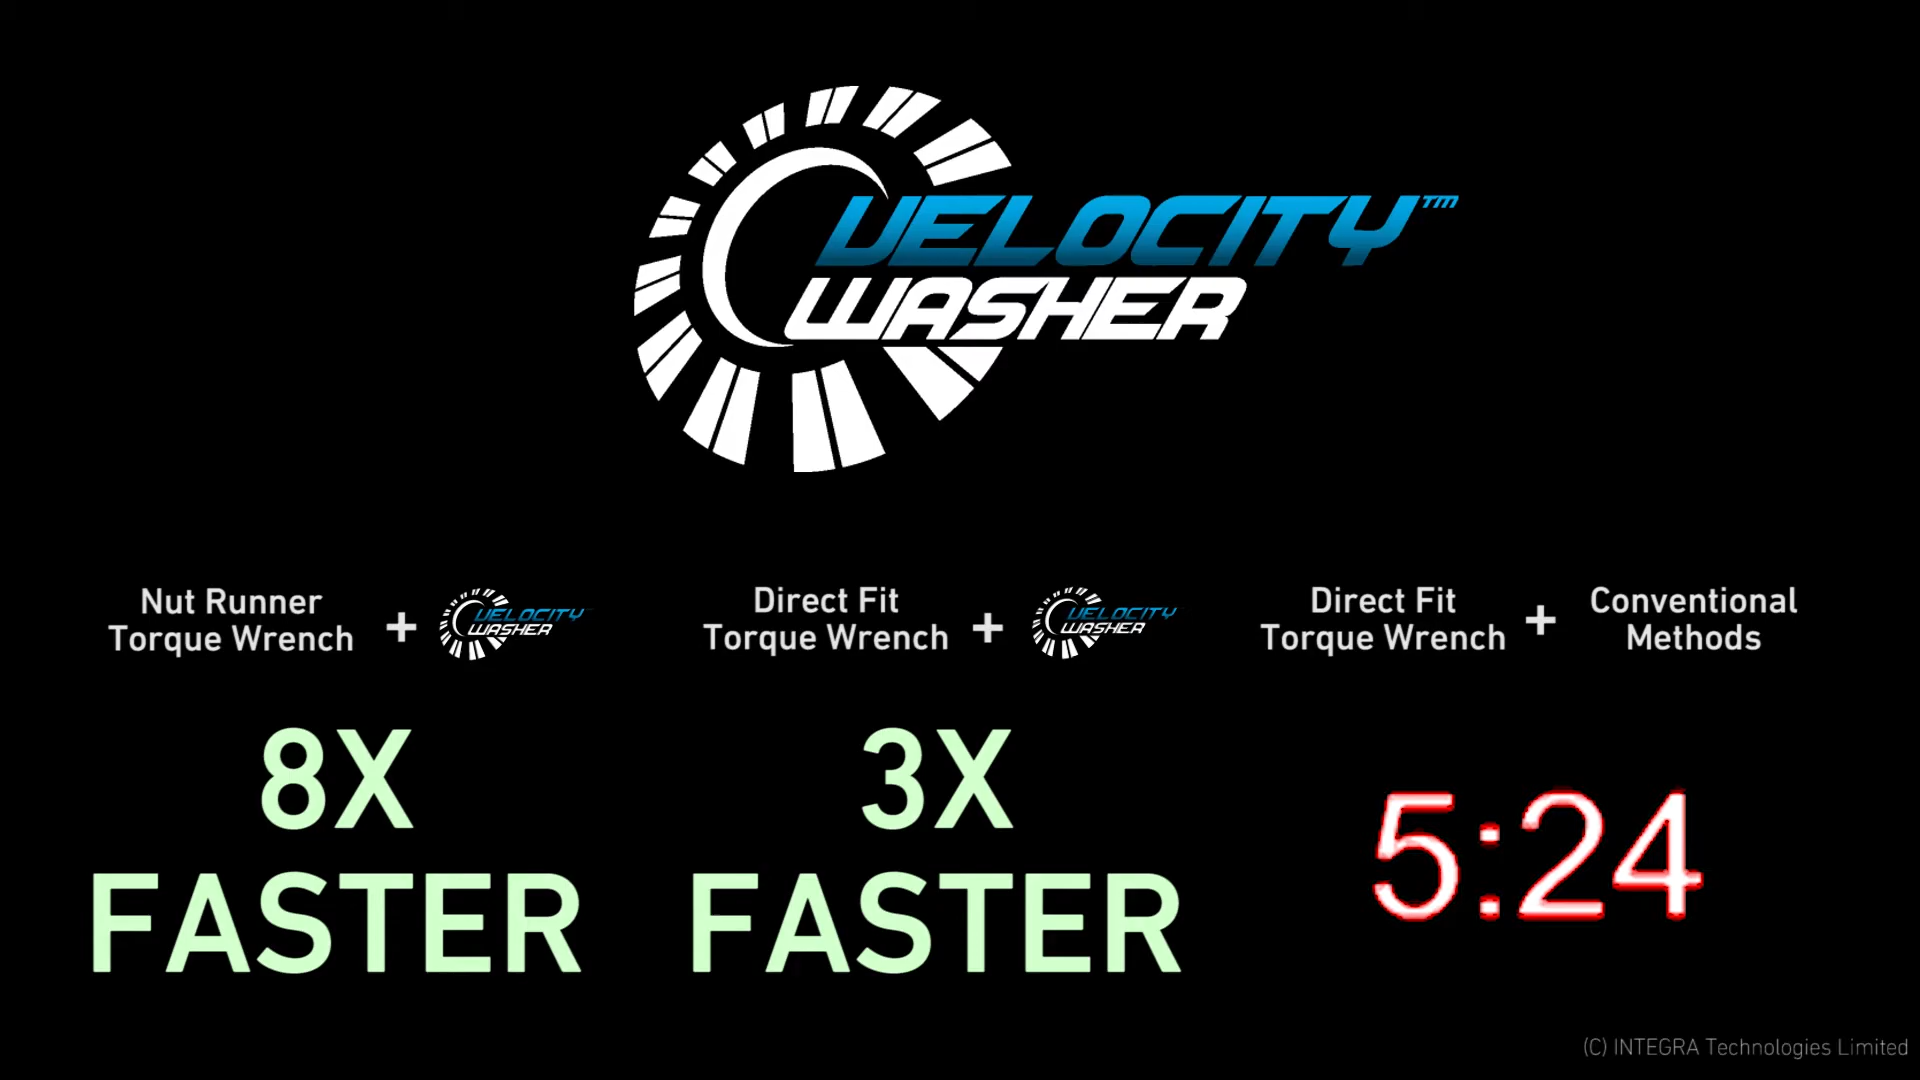 VELOCITY™
WASHER
Nut Runner
Torque Wrench
+
VELOCITY
WASHER
Direct Fit
Torque Wrench
+
VELOCITY
WASHER
Direct Fit
Torque Wrench
+
Conventional
Methods
8X
FASTER
3X
FASTER
5:24
(C) INTEGRA Technologies Limited